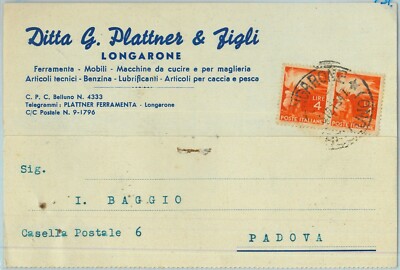 Ditta G. Plattner & Figli
LONGARONE
Ferramenta - Mobili - Macchine da cucire e per maglieria
Articoli tecnici - Benzina - Lubrificanti - Articoli per caccia e pesca
C. P. C. Belluno N. 4333
Telegrammi: PLATTNER FERRAMENTA - Longarone
C/C Postale N. 9-1796
LIRE
4
POSTE ITALIANE
POSTE ITALIANE
Sig.
I. BAGGIO
Casella Postale 6
PADOVA